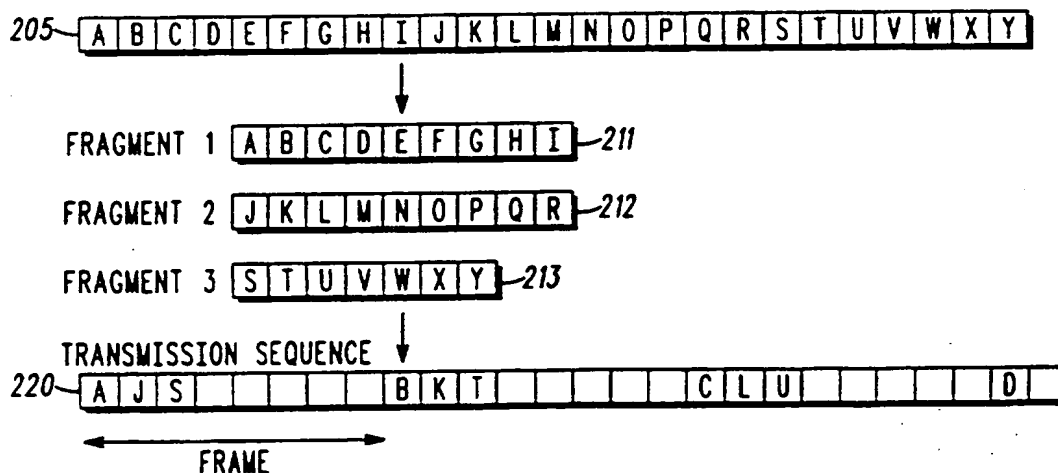 205 A B C D E F G H I J K L M N O P Q R S T U V W X Y
FRAGMENT 1 A B C D E F G H I 211
FRAGMENT 2 J K L M N O P Q R 212
FRAGMENT 3 S T U V W X Y 213
TRANSMISSION SEQUENCE
220 A J S B K T C L U D
FRAME